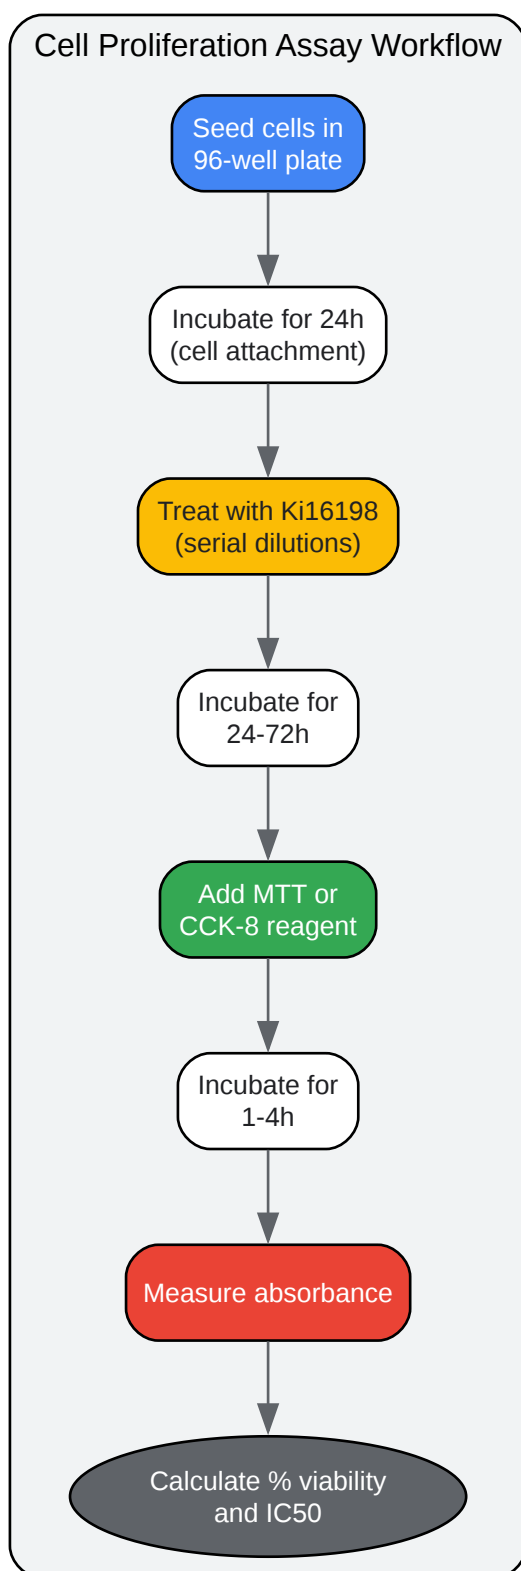 Cell Proliferation Assay Workflow
Seed cells in
96-well plate
Incubate for 24h
(cell attachment)
Treat with Ki16198
(serial dilutions)
Incubate for
24-72h
Add MTT or
CCK-8 reagent
Incubate for
1-4h
Measure absorbance
Calculate % viability
and IC50